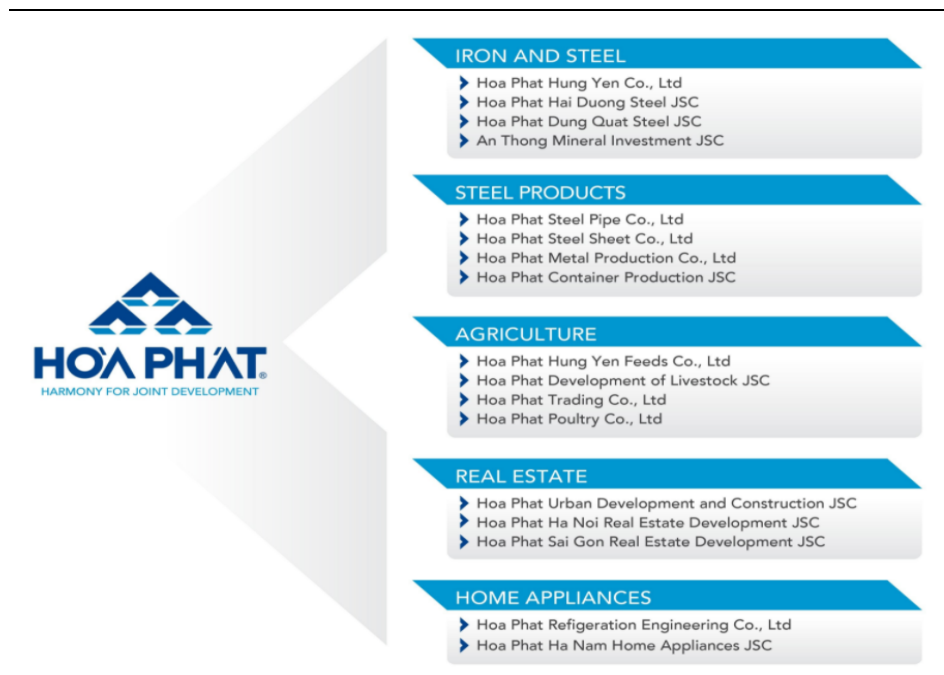 HÒA PHÁT®
HARMONY FOR JOINT DEVELOPMENT
IRON AND STEEL
Hoa Phat Hung Yen Co., Ltd
Hoa Phat Hai Duong Steel JSC
Hoa Phat Dung Quat Steel JSC
An Thong Mineral Investment JSC
STEEL PRODUCTS
Hoa Phat Steel Pipe Co., Ltd
Hoa Phat Steel Sheet Co., Ltd
Hoa Phat Metal Production Co., Ltd
Hoa Phat Container Production JSC
AGRICULTURE
Hoa Phat Hung Yen Feeds Co., Ltd
Hoa Phat Development of Livestock JSC
Hoa Phat Trading Co., Ltd
Hoa Phat Poultry Co., Ltd
REAL ESTATE
Hoa Phat Urban Development and Construction JSC
Hoa Phat Ha Noi Real Estate Development JSC
Hoa Phat Sai Gon Real Estate Development JSC
HOME APPLIANCES
Hoa Phat Refigeration Engineering Co., Ltd
Hoa Phat Ha Nam Home Appliances JSC